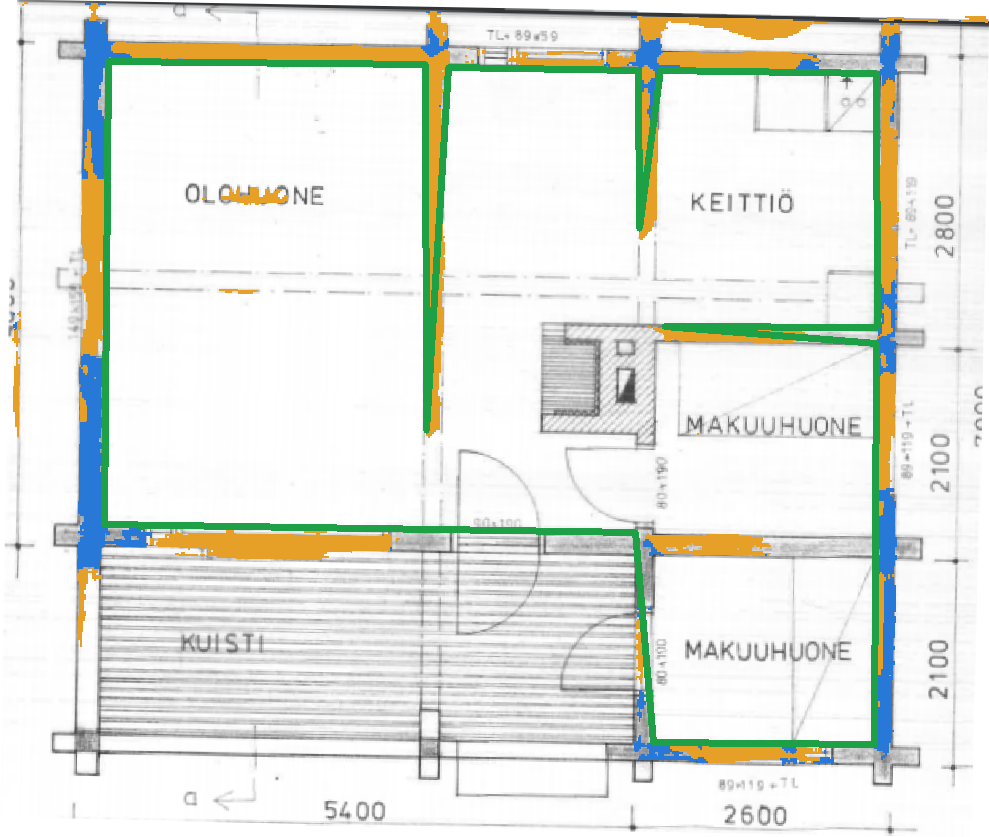 a
TL- 89x59
OLOHUONE
KEITTIÖ
TL- 89x119
2800
MAKUUHUONE
89x119 + TL
2100
80x190
90x190
KUISTI
MAKUUHUONE
80x190
2100
89x119 + TL
a
5400
2600